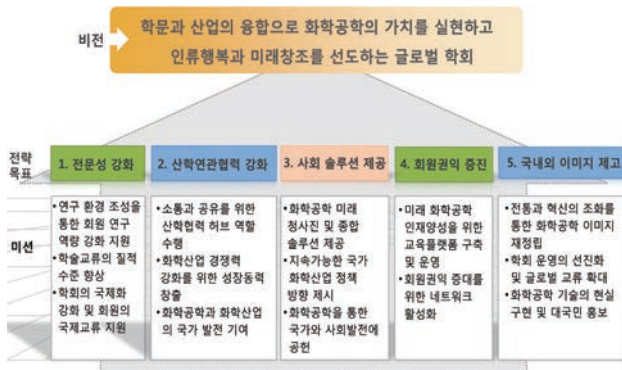 비전
학문과 산업의 융합으로 화학공학의 가치를 실현하고
인류행복과 미래창조를 선도하는 글로벌 학회
전략
목표
1. 전문성 강화
2. 산학연관협력 강화
3. 사회 솔루션 제공
4. 회원권익 증진
5. 국내외 이미지 제고
미션
•연구 환경 조성을
통한 회원 연구
역량 강화 지원
•학술교류의 질적
수준 향상
•학회의 국제화
강화 및 회원의
국제교류 지원
•소통과 공유를 위한
산학협력 허브 역할
수행
•화학산업 경쟁력
강화를 위한 성장동력
창출
•화학공학과 화학산업
의 국가 발전 기여
•화학공학 미래
청사진 및 종합
솔루션 제공
•지속가능한 국가
화학산업 정책
방향 제시
•화학공학을 통한
국가와 사회발전에
공헌
•미래 화학공학
인재양성을 위한
교육플랫폼 구축
및 운영
•회원권익 증대를
위한 네트워크
활성화
•전통과 혁신의 조화를
통한 화학공학 이미지
재정립
•학회 운영의 선진화
및 글로벌 교류 확대
•화학공학 기술의 현실
구현 및 대국민 홍보